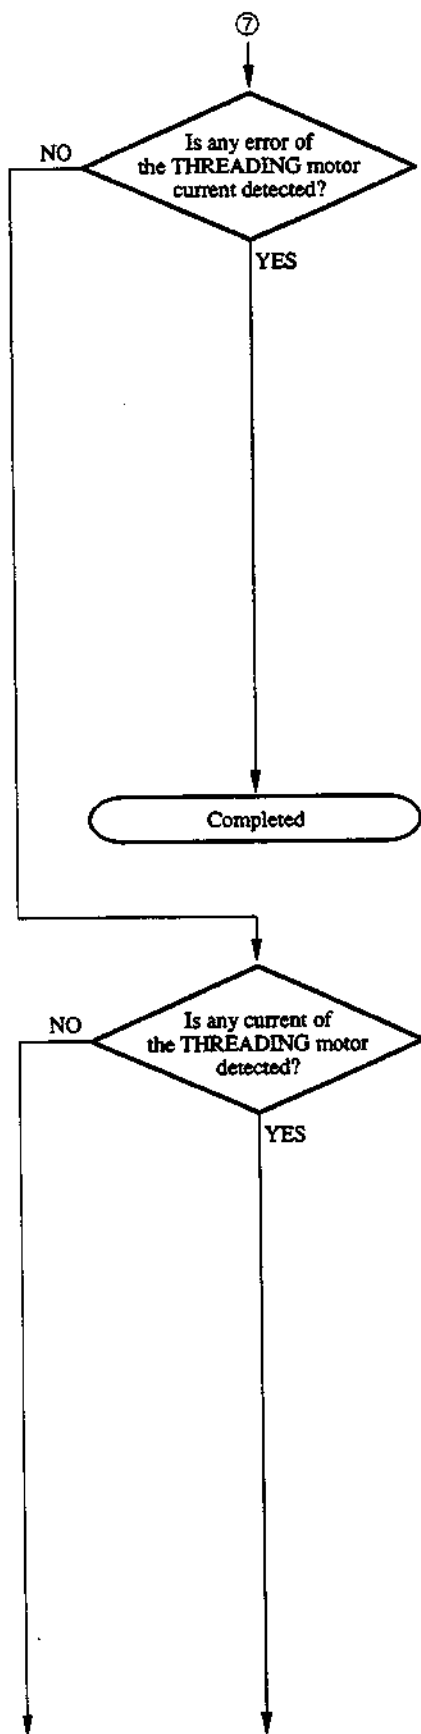 ⑦
Is any error of
NO
the THREADING motor
current detected?
YES
Completed
Is any current of
NO
the THREADING motor
detected?
YES